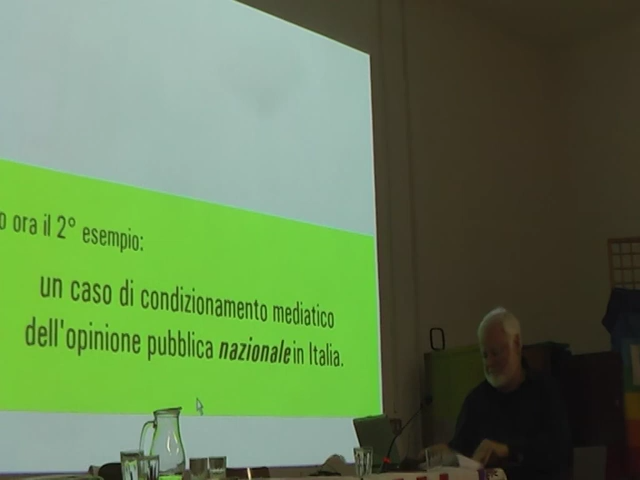 o ora il 2° esempio:
un caso di condizionamento mediatico
dell'opinione pubblica nazionale in Italia.